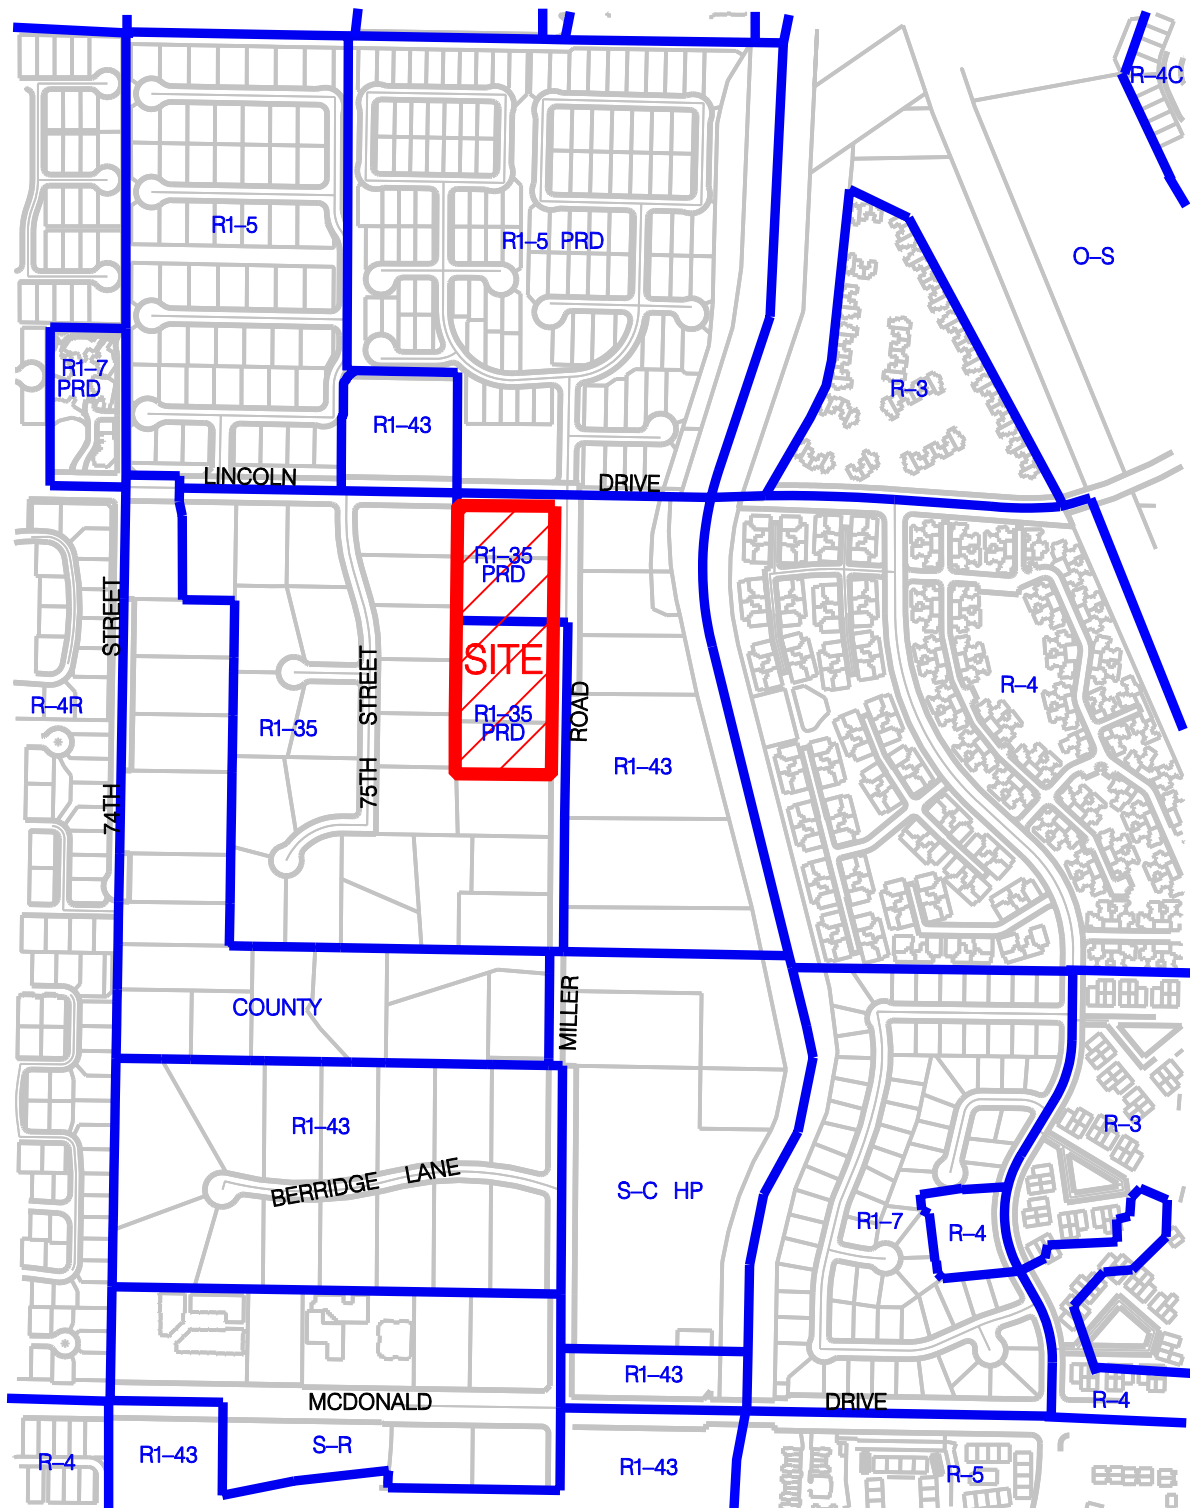 R–4C
R1–5
R1–5 PRD
O–S
R1–7
PRD
R–3
R1–43
LINCOLN DRIVE
R1–35
PRD
STREET
SITE
R–4
R–4R
R1–35
75TH STREET
R1–35
PRD
ROAD
R1–43
74TH
COUNTY
MILLER
R1–43
R–3
BERRIDGE LANE
S–C HP
R1–7
R–4
R1–43
MCDONALD DRIVE
R–4
R–4
R1–43
S–R
R1–43
R–5